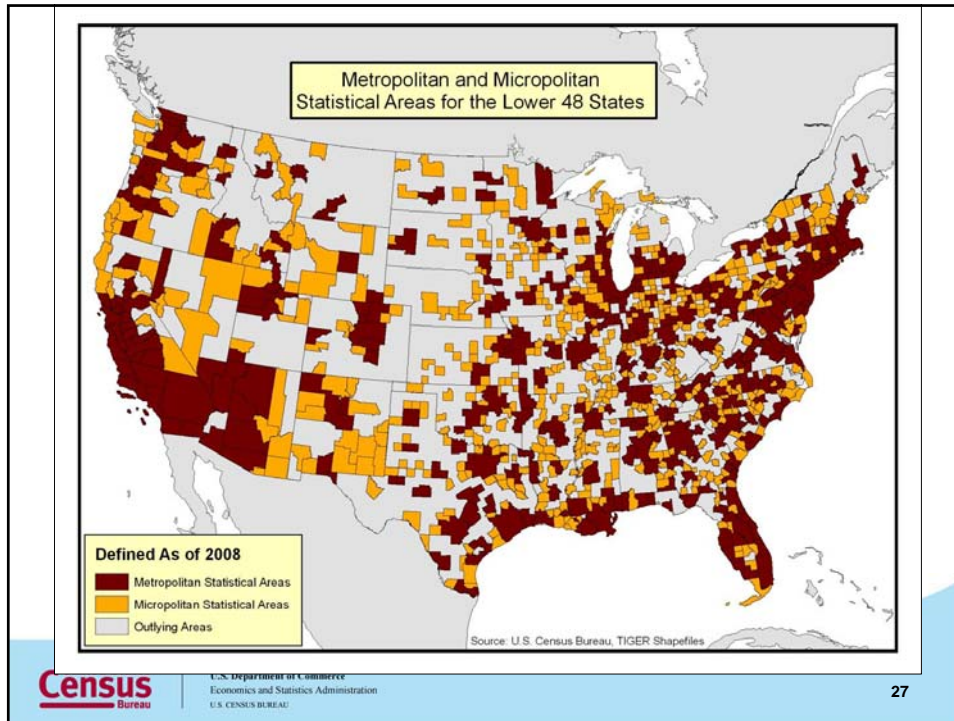 Metropolitan and Micropolitan
Statistical Areas for the Lower 48 States
Defined As of 2008
Metropolitan Statistical Areas
Micropolitan Statistical Areas
Outlying Areas
Source: U.S. Census Bureau, TIGER Shapefiles
Census
Bureau
U.S. Department of Commerce
Economics and Statistics Administration
U.S. CENSUS BUREAU
27